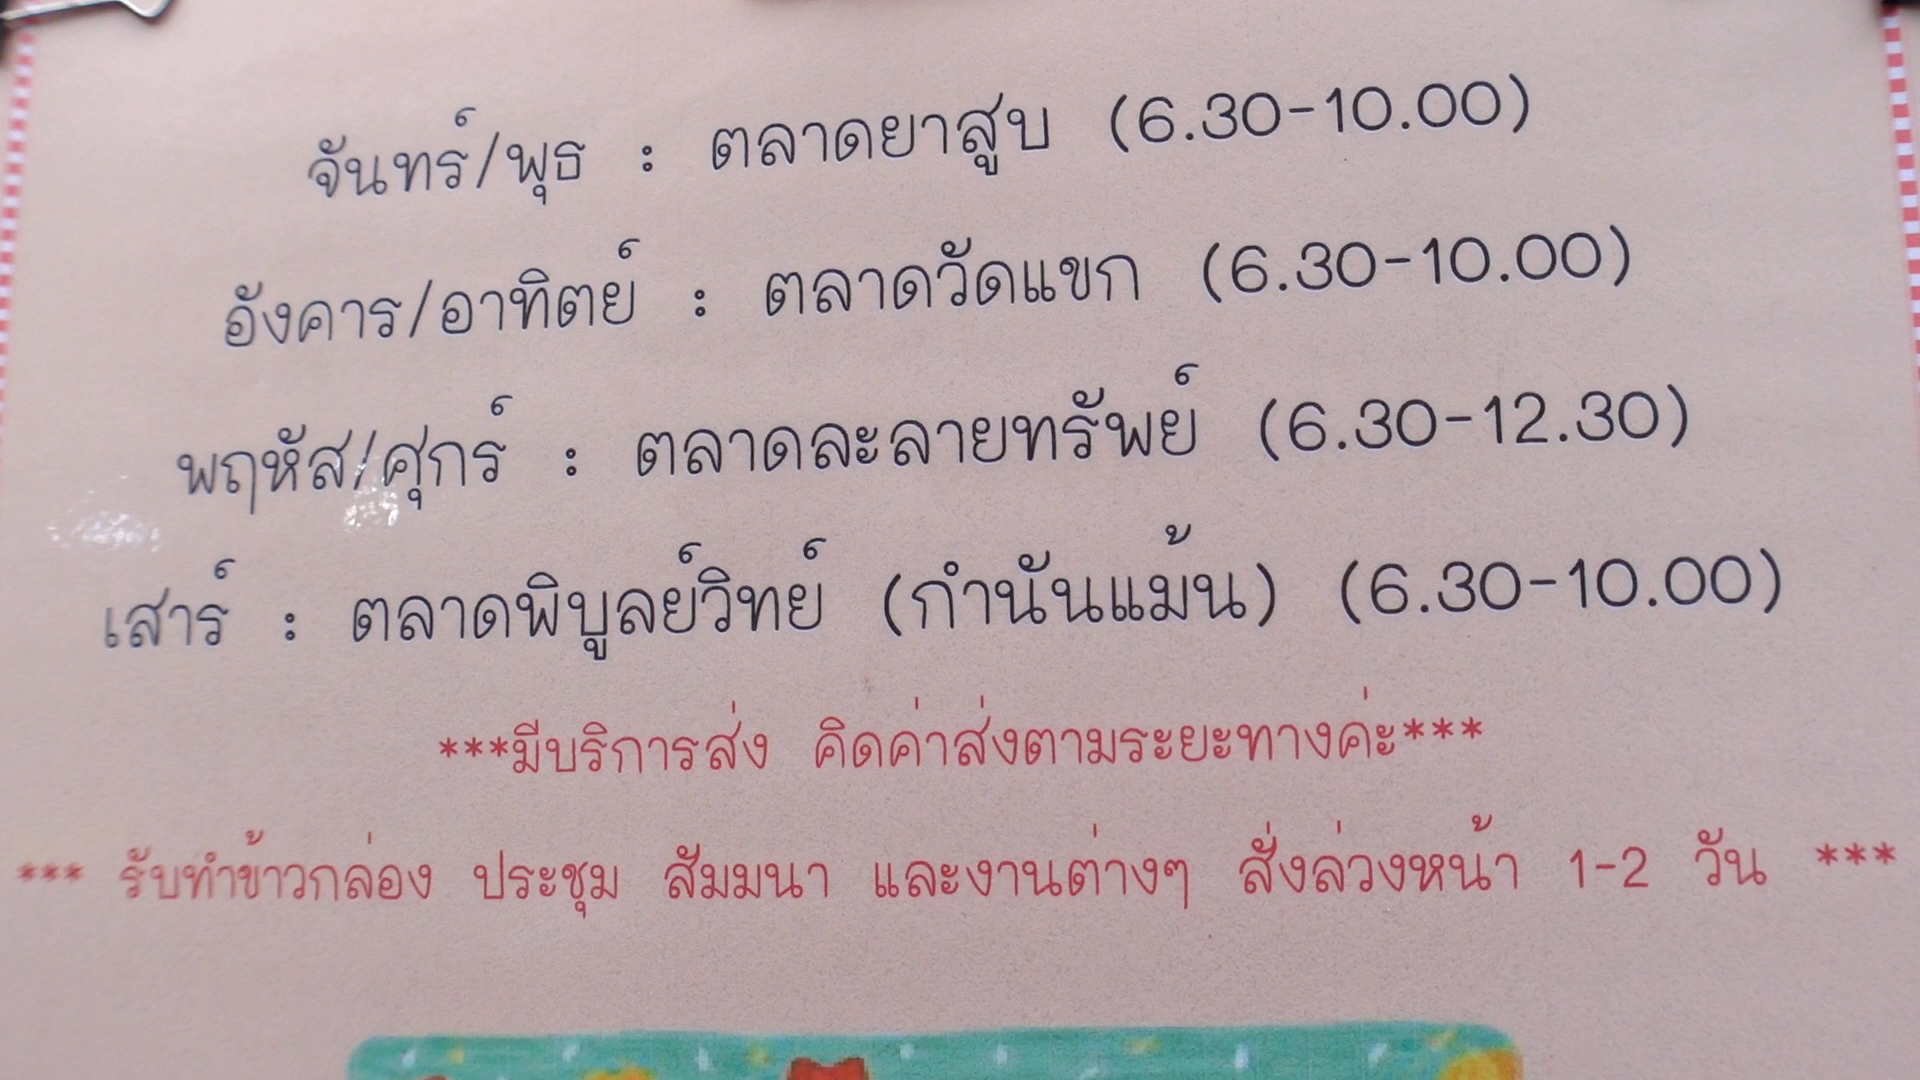 จันทร์/พุธ : ตลาดยาสูบ (6.30-10.00)
อังคาร/อาทิตย์ : ตลาดวัดแขก (6.30-10.00)
พฤหัส/ศุกร์ : ตลาดละลายทรัพย์ (6.30-12.30)
เสาร์ : ตลาดพิบูลย์วิทย์ (กำนันแม้น) (6.30-10.00)
***มีบริการส่ง คิดค่าส่งตามระยะทางค่ะ***
*** รับทำข้าวกล่อง ประชุม สัมมนา และงานต่างๆ สั่งล่วงหน้า 1-2 วัน ***